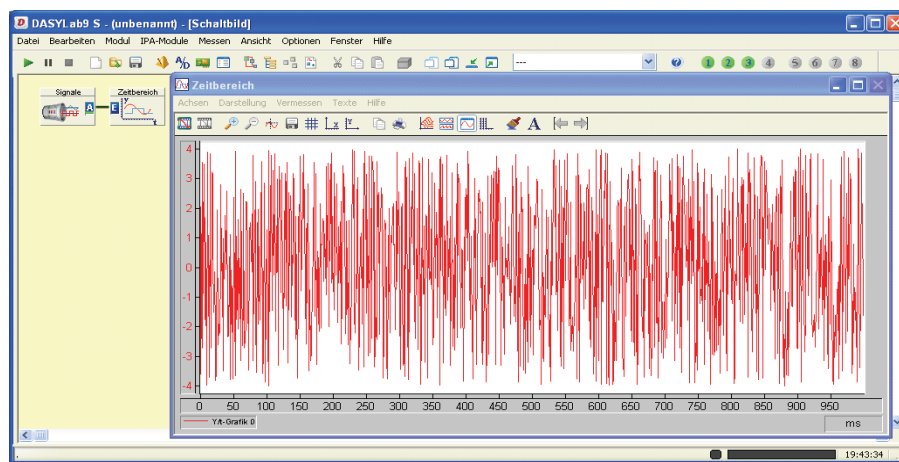 DASYLab9 S - (unbenannt) - [Schaltbild]
Datei Bearbeiten Modul IPA-Module Messen Ansicht Optionen Fenster Hilfe
--- 1 2 3 4 5 6 7 8
Signale
A
Zeitbereich
E y t
Zeitbereich
Achsen Darstellung Vermessen Texte Hilfe
4
3
2
1
0
-1
-2
-3
-4
0 50 100 150 200 250 300 350 400 450 500 550 600 650 700 750 800 850 900 950
Y/t-Grafik 0
ms
19:43:34